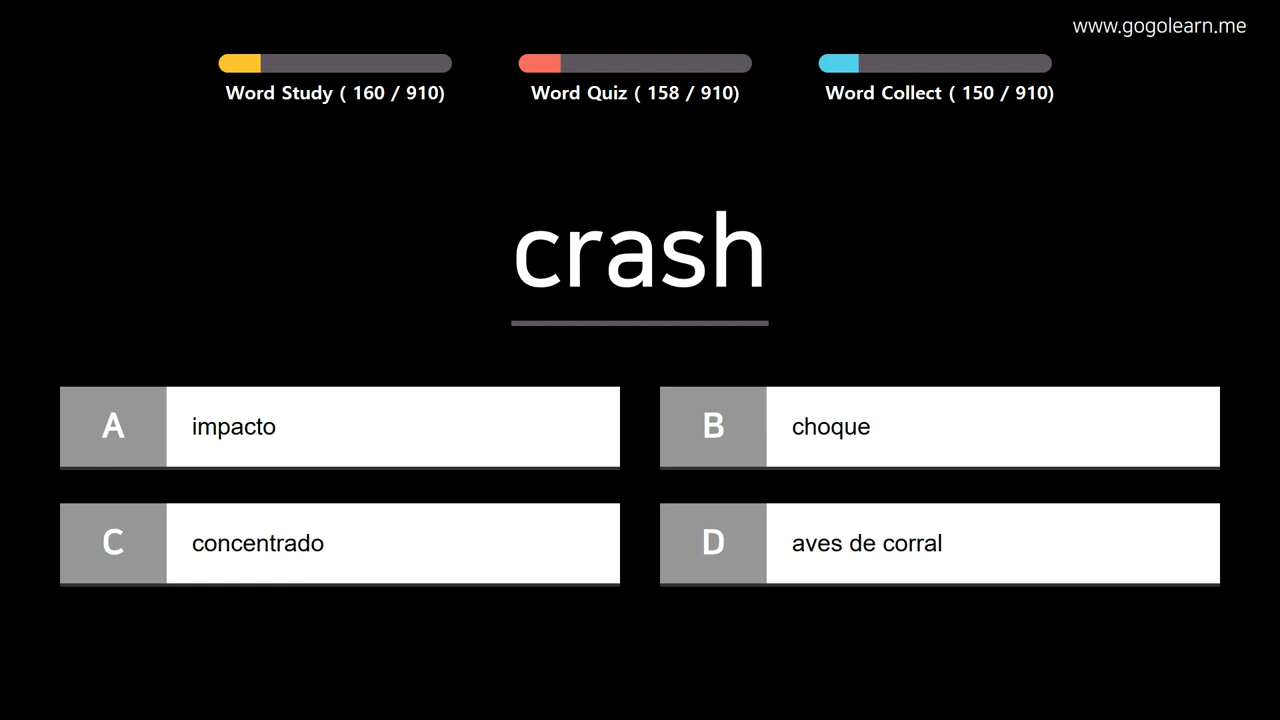 www.gogolearn.me
Word Study ( 160 / 910)
Word Quiz ( 158 / 910)
Word Collect ( 150 / 910)
crash
A impacto
B choque
C concentrado
D aves de corral